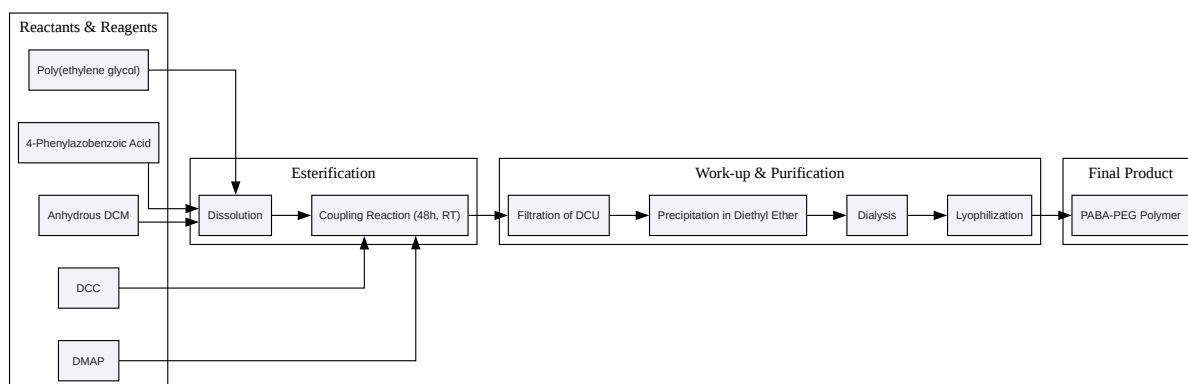 Reactants & Reagents
Poly(ethylene glycol)
4-Phenylazobenzoic Acid
Anhydrous DCM
DCC
DMAP
Esterification
Dissolution
Coupling Reaction (48h, RT)
Work-up & Purification
Filtration of DCU
Precipitation in Diethyl Ether
Dialysis
Lyophilization
Final Product
PABA-PEG Polymer